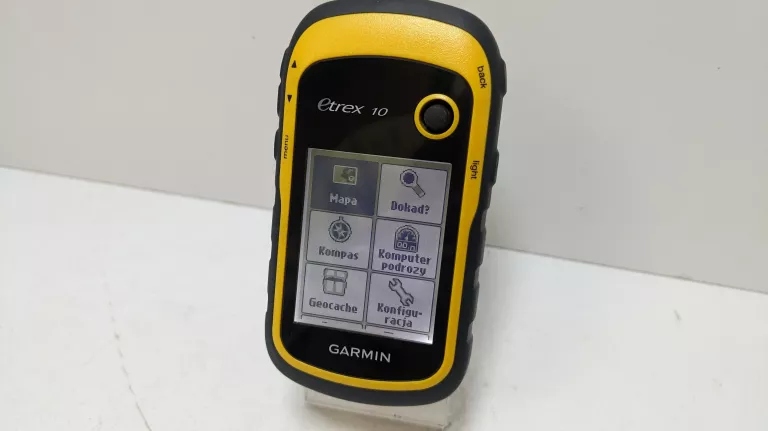 etrex 10
back
menu
light
Mapa
Dokad?
Kompas
Komputer
podrozy
Geocache
Konfigu-
racja
GARMIN